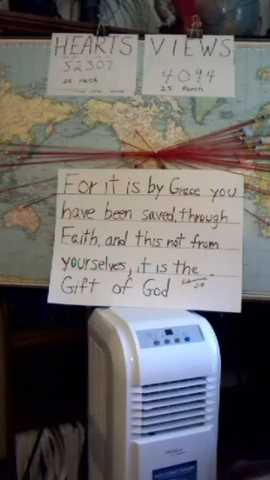 HEARTS
52307
25 March
VIEWS
4094
25 March
For it is by Grace you
have been saved, through
Faith, and this not from
yourselves, it is the
Gift of God